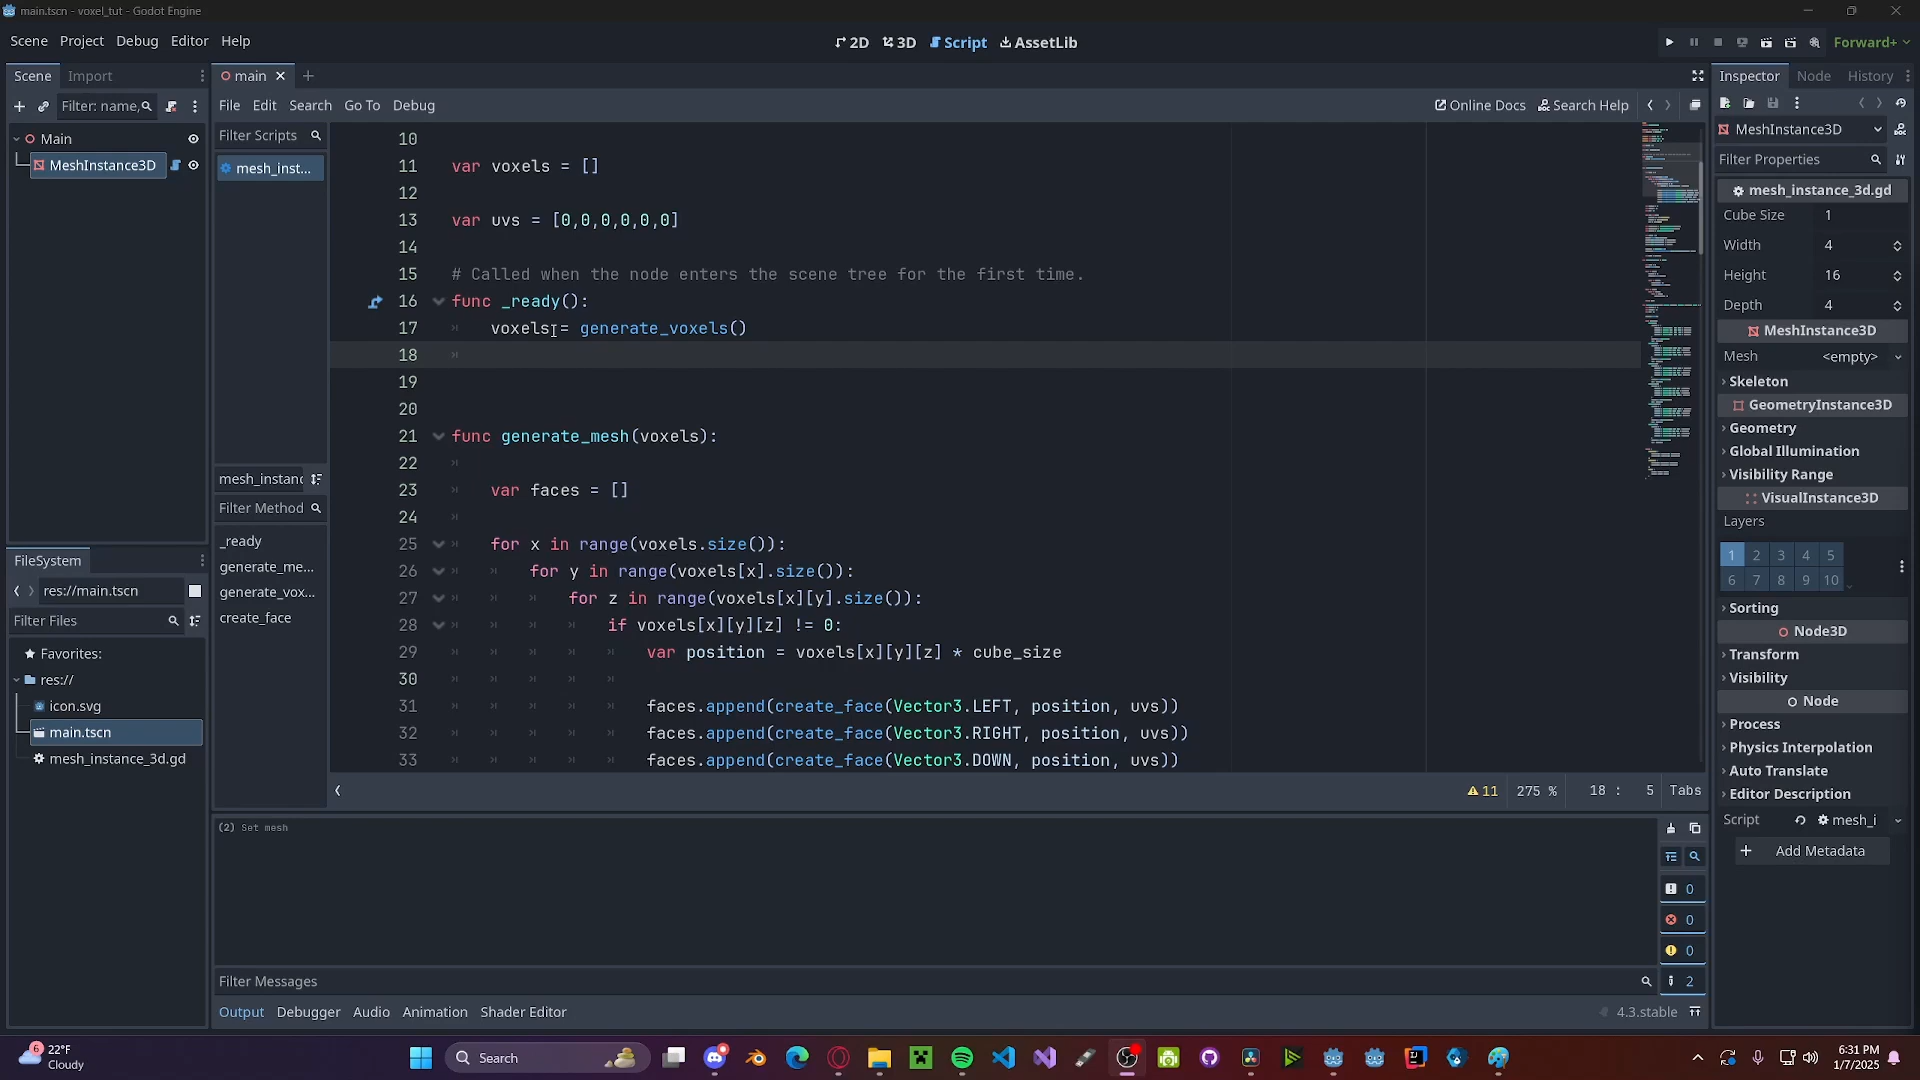 main.tscn - voxel_tut - Godot Engine
Scene Project Debug Editor Help
2D 3D Script AssetLib
Forward+
Scene Import
main
Inspector Node History
Filter: name,
File Edit Search Go To Debug
Online Docs Search Help
Main
MeshInstance3D
Filter Scripts
mesh_inst...
MeshInstance3D
Filter Properties
mesh_instance_3d.gd
Cube Size 1
Width 4
Height 16
Depth 4
MeshInstance3D
Mesh <empty>
Skeleton
GeometryInstance3D
Geometry
Global Illumination
Visibility Range
VisualInstance3D
Layers
1 2 3 4 5
6 7 8 9 10
Sorting
Node3D
Transform
Visibility
Node
Process
Physics Interpolation
Auto Translate
Editor Description
Script mesh_i
Add Metadata
10
11 var voxels = []
12
13 var uvs = [0,0,0,0,0,0]
14
15 # Called when the node enters the scene tree for the first time.
16 func _ready():
17 voxels = generate_voxels()
18
19
20
21 func generate_mesh(voxels):
22
23 var faces = []
24
25 for x in range(voxels.size()):
26 for y in range(voxels[x].size()):
27 for z in range(voxels[x][y].size()):
28 if voxels[x][y][z] != 0:
29 var position = voxels[x][y][z] * cube_size
30
31 faces.append(create_face(Vector3.LEFT, position, uvs))
32 faces.append(create_face(Vector3.RIGHT, position, uvs))
33 faces.append(create_face(Vector3.DOWN, position, uvs))
11 275 % 18 : 5 Tabs
mesh_instanc
Filter Method
_ready
generate_me...
generate_vox...
create_face
FileSystem
res://main.tscn
Filter Files
Favorites:
res://
icon.svg
main.tscn
mesh_instance_3d.gd
(2) Set mesh
0
0
0
2
Filter Messages
Output Debugger Audio Animation Shader Editor
4.3.stable
6
22°F
Cloudy
Search
6:31 PM
1/7/2025